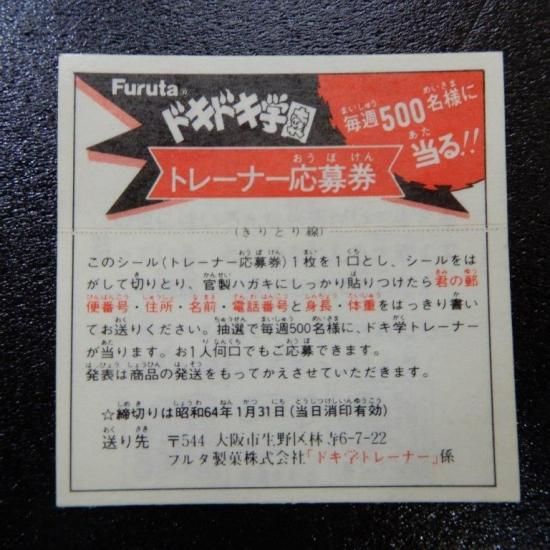 Furuta®
ドキドキ学園
毎週500名様に
当る!!
トレーナー応募券
(きりとり線)
このシール(トレーナー応募券)1枚を1口とし、シールをは
がして切りとり、官製ハガキにしっかり貼りつけたら君の郵
便番号・住所・名前・電話番号と身長・体重をはっきり書い
てお送りください。抽選で毎週500名様に、ドキ学トレーナー
が当ります。お1人何口でもご応募できます。
発表は商品の発送をもってかえさせていただきます。
☆締切りは昭和64年1月31日(当日消印有効)
送り先 〒544 大阪市生野区林寺6-7-22
フルタ製菓株式会社「ドキ学トレーナー」係